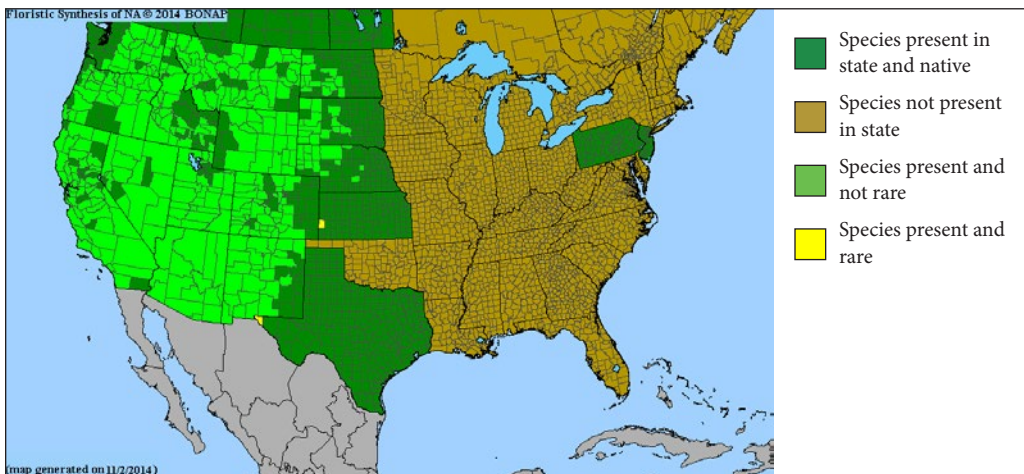 Floristic Synthesis of NA © 2014 BONAP
Species present in
state and native
Species not present
in state
Species present and
not rare
Species present and
rare
(map generated on 11/2/2014)